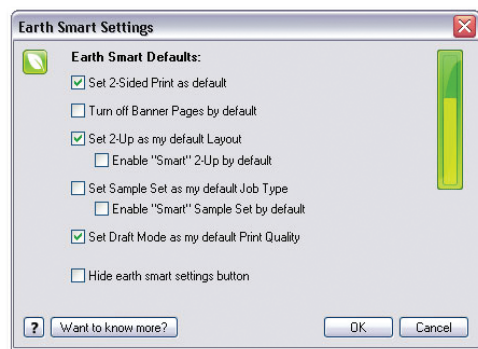 Earth Smart Settings
Earth Smart Defaults:
Set 2-Sided Print as default
Turn off Banner Pages by default
Set 2-Up as my default Layout
Enable "Smart" 2-Up by default
Set Sample Set as my default Job Type
Enable "Smart" Sample Set by default
Set Draft Mode as my default Print Quality
Hide earth smart settings button
? Want to know more? OK Cancel